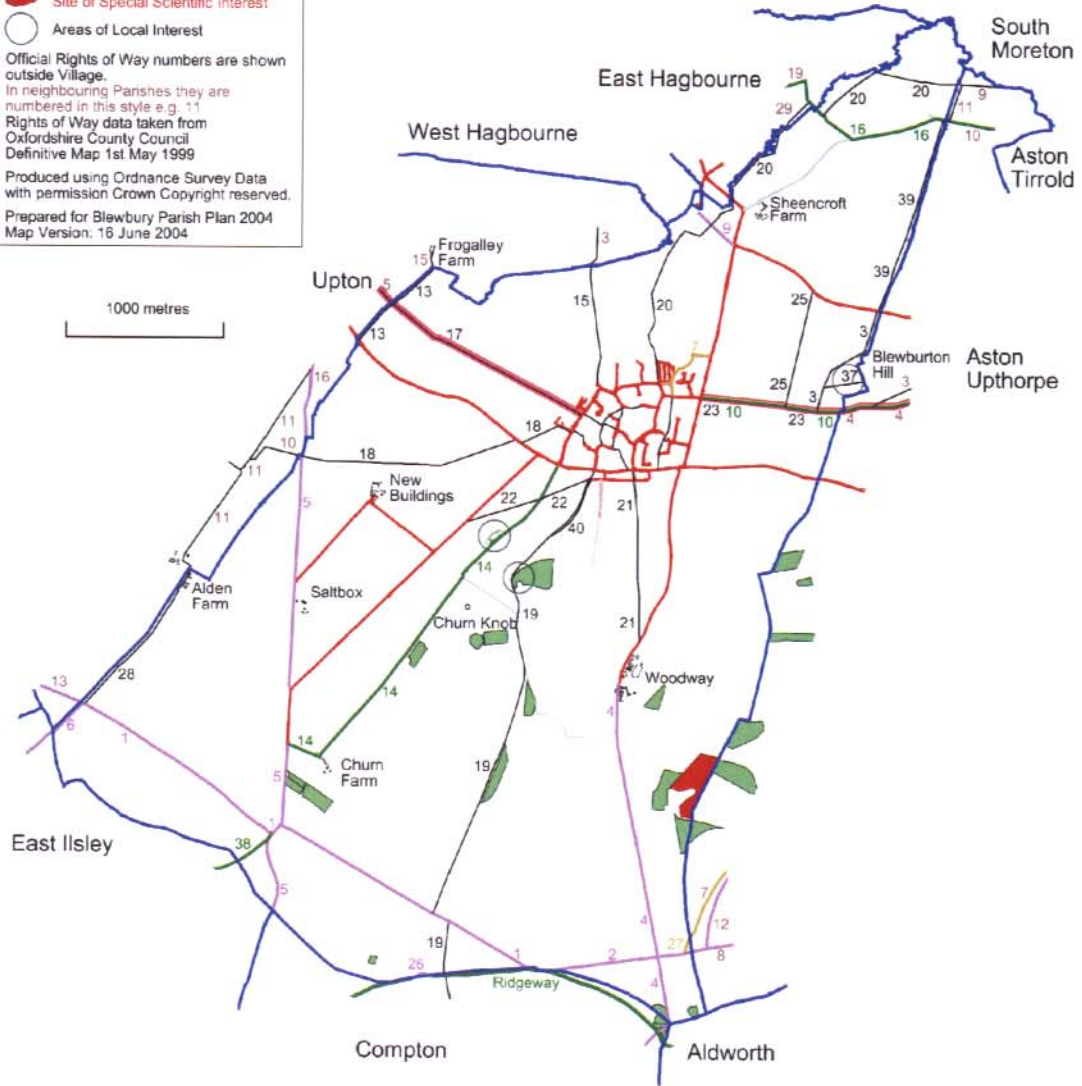 Site of Special Scientific Interest
Areas of Local Interest
Official Rights of Way numbers are shown
outside Village.
In neighbouring Parishes they are
numbered in this style e.g. 11
Rights of Way data taken from
Oxfordshire County Council
Definitive Map 1st May 1999
Produced using Ordnance Survey Data
with permission Crown Copyright reserved.
Prepared for Blewbury Parish Plan 2004
Map Version: 16 June 2004
1000 metres
South
Moreton
East Hagbourne
19
20
20
9
29
11
16
16
10
West Hagbourne
Aston
Tirrold
20
39
Sheencroft
Farm
9
3
Frogalley
Farm
15
Upton
5
13
39
15
20
25
17
13
3
Blewburton
Hill
Aston
Upthorpe
7
37
16
25
3
3
23
10
23
10
4
4
11
18
10
18
11
New
Buildings
5
22
22
21
11
40
14
Alden
Farm
Saltbox
Churn Knob
19
21
28
Woodway
13
14
4
6
1
14
Churn
Farm
5
19
1
East Ilsley
38
5
7
4
12
19
27
1
2
8
26
Ridgeway
4
Compton
Aldworth